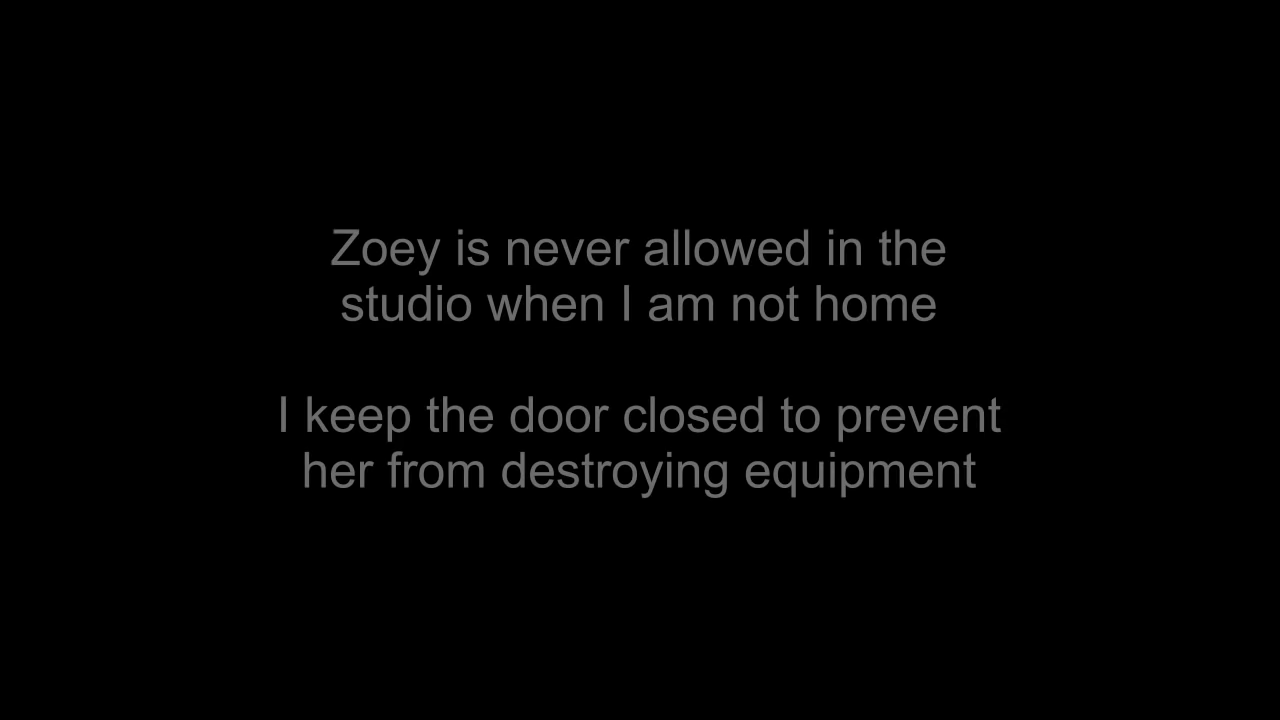 Zoey is never allowed in the
studio when I am not home
I keep the door closed to prevent
her from destroying equipment